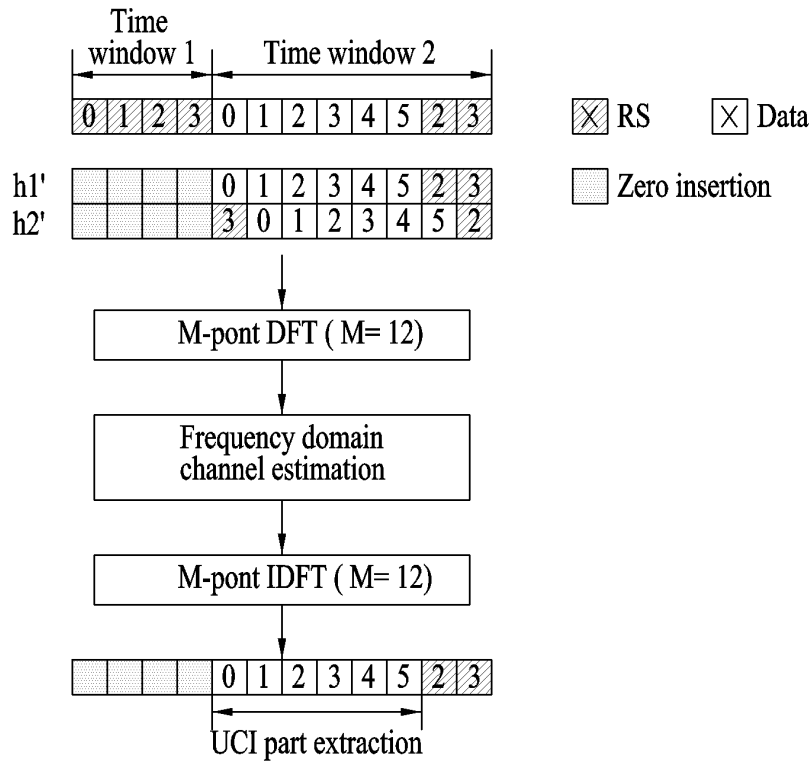 Time
window 1
Time window 2
0 1 2 3 0 1 2 3 4 5 2 3
X RS X Data
h1' 0 1 2 3 4 5 2 3
Zero insertion
h2' 3 0 1 2 3 4 5 2
M-pont DFT ( M= 12)
Frequency domain
channel estimation
M-pont IDFT ( M= 12)
0 1 2 3 4 5 2 3
UCI part extraction